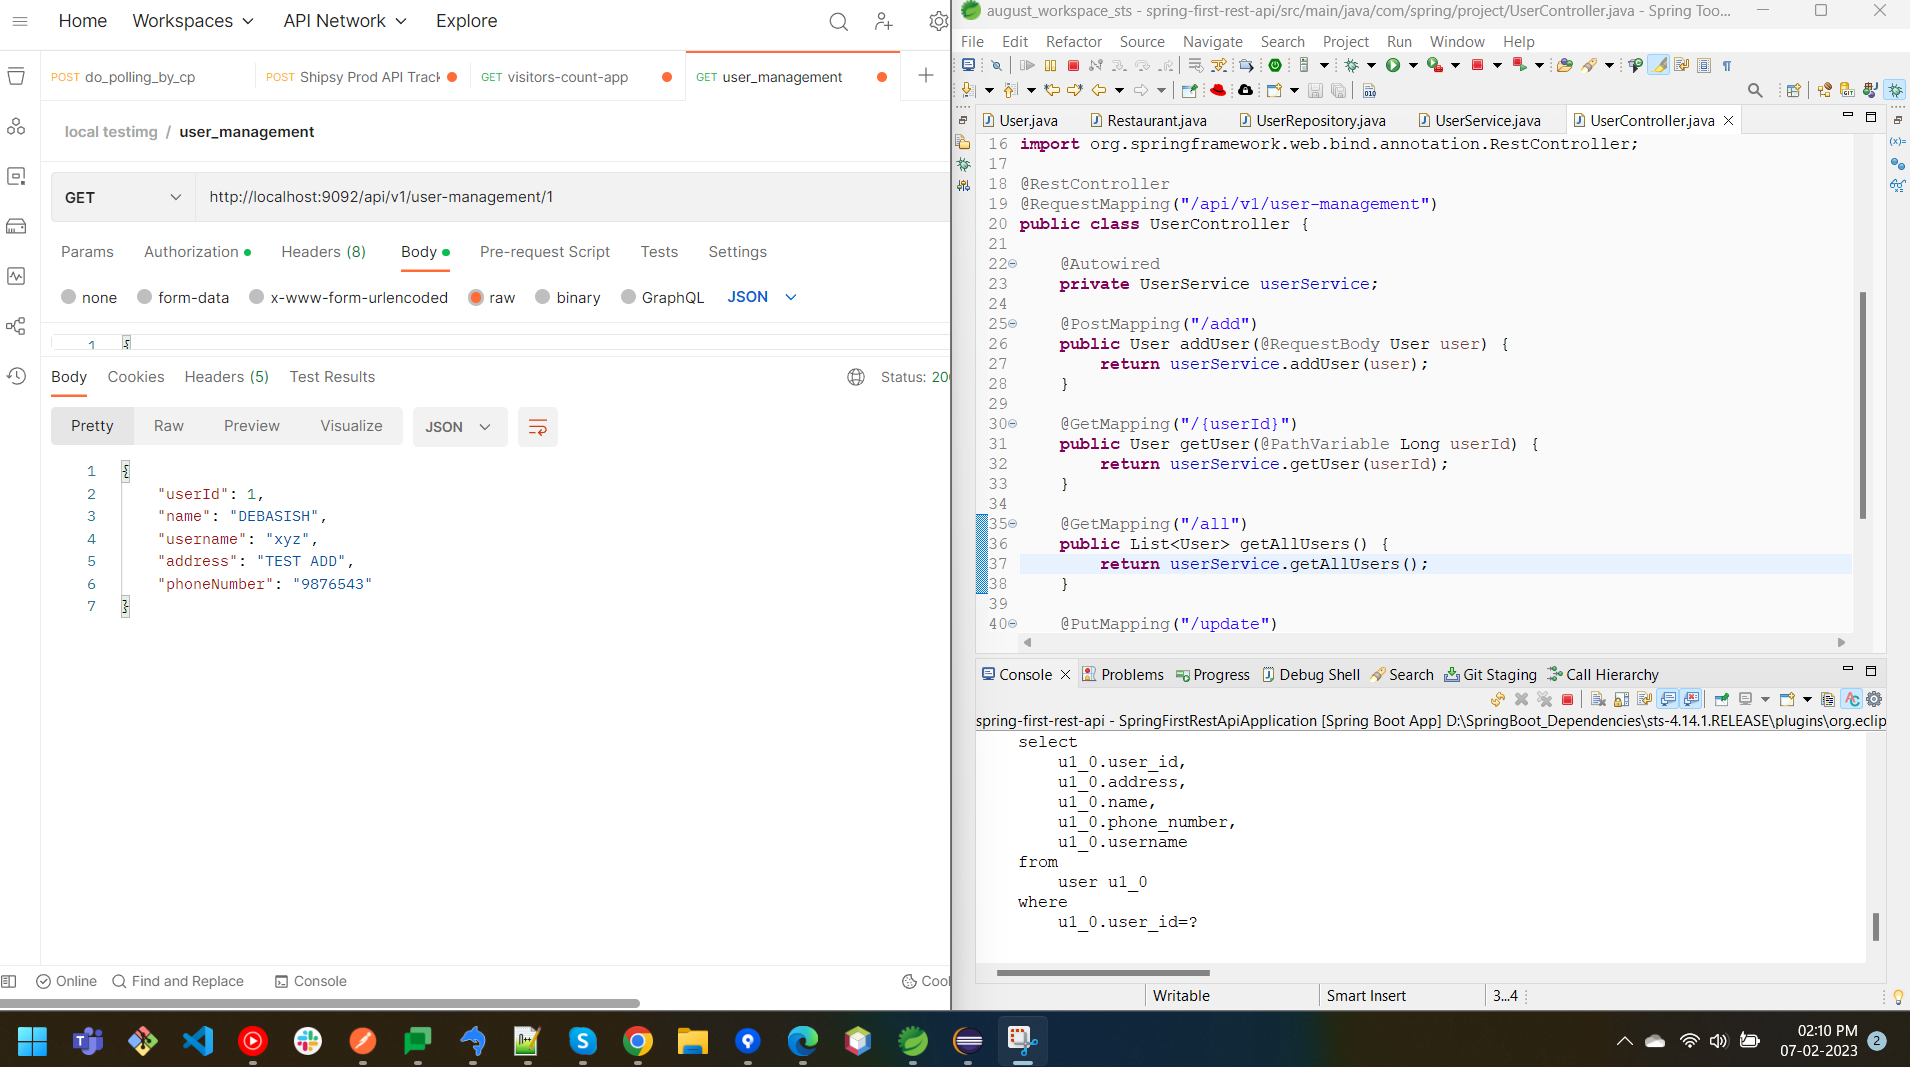 Home Workspaces API Network Explore
POST do_polling_by_cp POST Shipsy Prod API Track GET visitors-count-app GET user_management
local testimg / user_management
GET http://localhost:9092/api/v1/user-management/1
Params Authorization Headers (8) Body Pre-request Script Tests Settings
none form-data x-www-form-urlencoded raw binary GraphQL JSON
1 {
Body Cookies Headers (5) Test Results Status: 20
Pretty Raw Preview Visualize JSON
1 {
2 "userId": 1,
3 "name": "DEBASISH",
4 "username": "xyz",
5 "address": "TEST ADD",
6 "phoneNumber": "9876543"
7 }
Online Find and Replace Console Coo
august_workspace_sts - spring-first-rest-api/src/main/java/com/spring/project/UserController.java - Spring Too...
File Edit Refactor Source Navigate Search Project Run Window Help
User.java Restaurant.java UserRepository.java UserService.java UserController.java
16 import org.springframework.web.bind.annotation.RestController;
17
18 @RestController
19 @RequestMapping("/api/v1/user-management")
20 public class UserController {
21
22 @Autowired
23 private UserService userService;
24
25 @PostMapping("/add")
26 public User addUser(@RequestBody User user) {
27 return userService.addUser(user);
28 }
29
30 @GetMapping("/{userId}")
31 public User getUser(@PathVariable Long userId) {
32 return userService.getUser(userId);
33 }
34
35 @GetMapping("/all")
36 public List<User> getAllUsers() {
37 return userService.getAllUsers();
38 }
39
40 @PutMapping("/update")
Console Problems Progress Debug Shell Search Git Staging Call Hierarchy
spring-first-rest-api - SpringFirstRestApiApplication [Spring Boot App] D:\SpringBoot_Dependencies\sts-4.14.1.RELEASE\plugins\org.eclip
select
u1_0.user_id,
u1_0.address,
u1_0.name,
u1_0.phone_number,
u1_0.username
from
user u1_0
where
u1_0.user_id=?
Writable Smart Insert 3...4
02:10 PM
07-02-2023 2